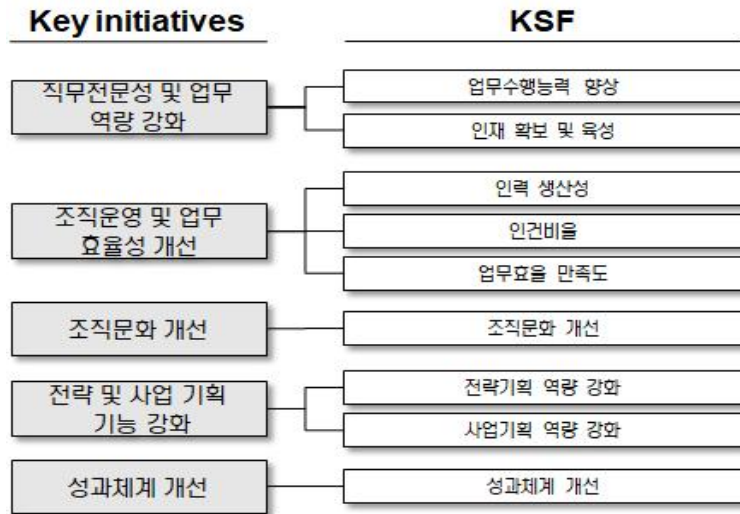 Key initiatives
KSF
직무전문성 및 업무
역량 강화
업무수행능력 향상
인재 확보 및 육성
조직운영 및 업무
효율성 개선
인력 생산성
인건비율
업무효율 만족도
조직문화 개선
조직문화 개선
전략 및 사업 기획
기능 강화
전략기획 역량 강화
사업기획 역량 강화
성과체계 개선
성과체계 개선